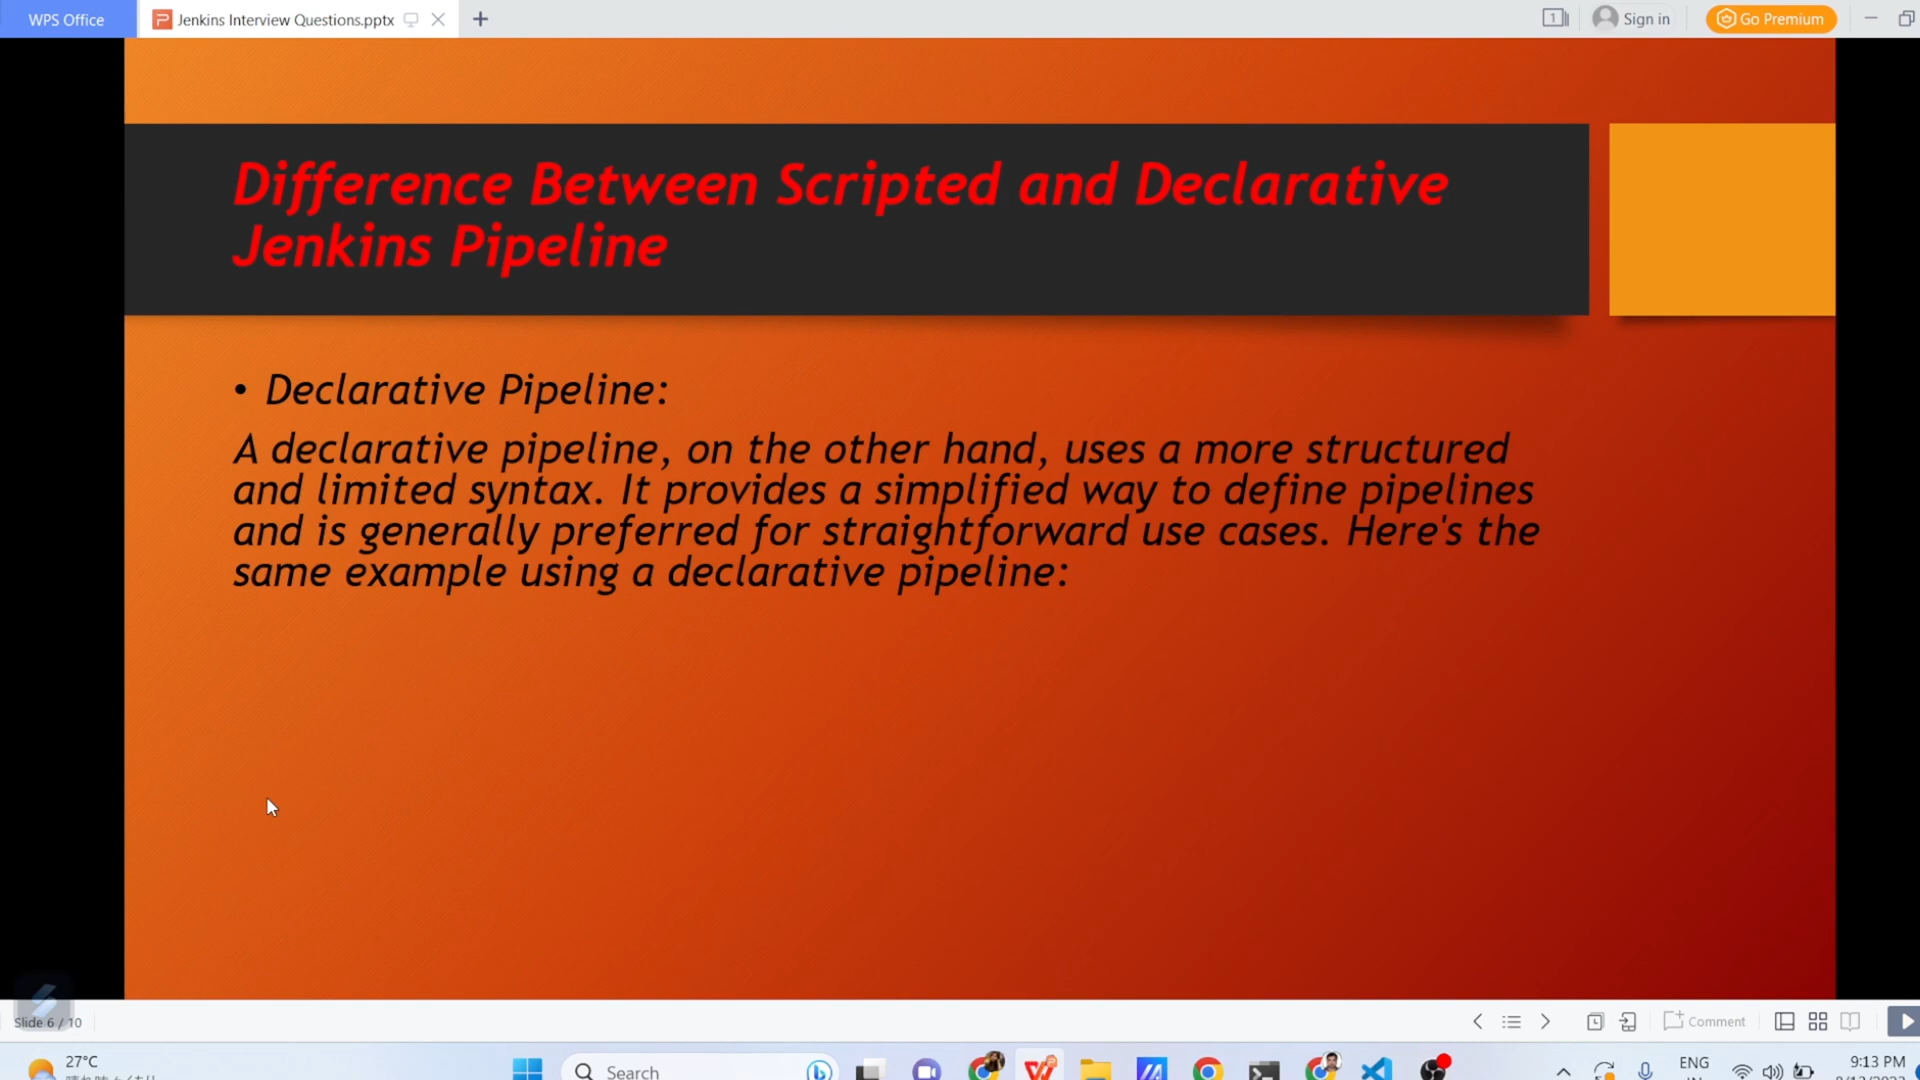 WPS Office
Jenkins Interview Questions.pptx
1
Sign in
Go Premium
Difference Between Scripted and Declarative
Jenkins Pipeline
• Declarative Pipeline:
A declarative pipeline, on the other hand, uses a more structured
and limited syntax. It provides a simplified way to define pipelines
and is generally preferred for straightforward use cases. Here's the
same example using a declarative pipeline:
Slide 6 / 10
Comment
27°C
Search
ENG
9:13 PM